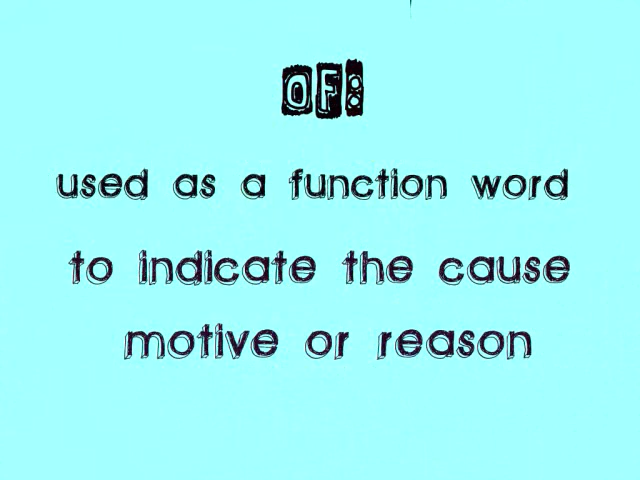 OF:
used as a function word
to indicate the cause
motive or reason